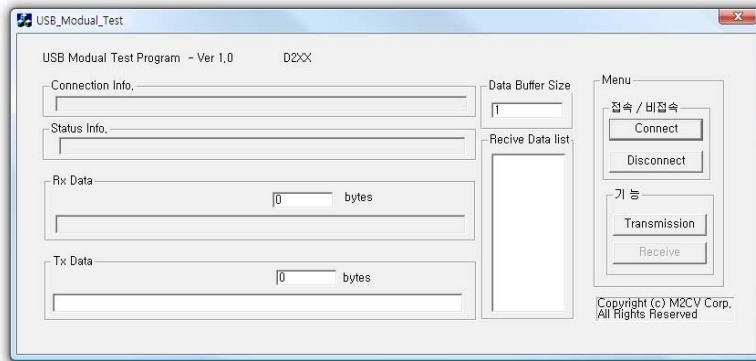 USB_Modual_Test
USB Modual Test Program - Ver 1.0 D2XX
Connection Info.
Status Info.
Rx Data
0 bytes
Tx Data
0 bytes
Data Buffer Size
1
Recive Data list
Menu
접속 / 비접속
Connect
Disconnect
기 능
Transmission
Receive
Copyright (c) M2CV Corp.
All Rights Reserved